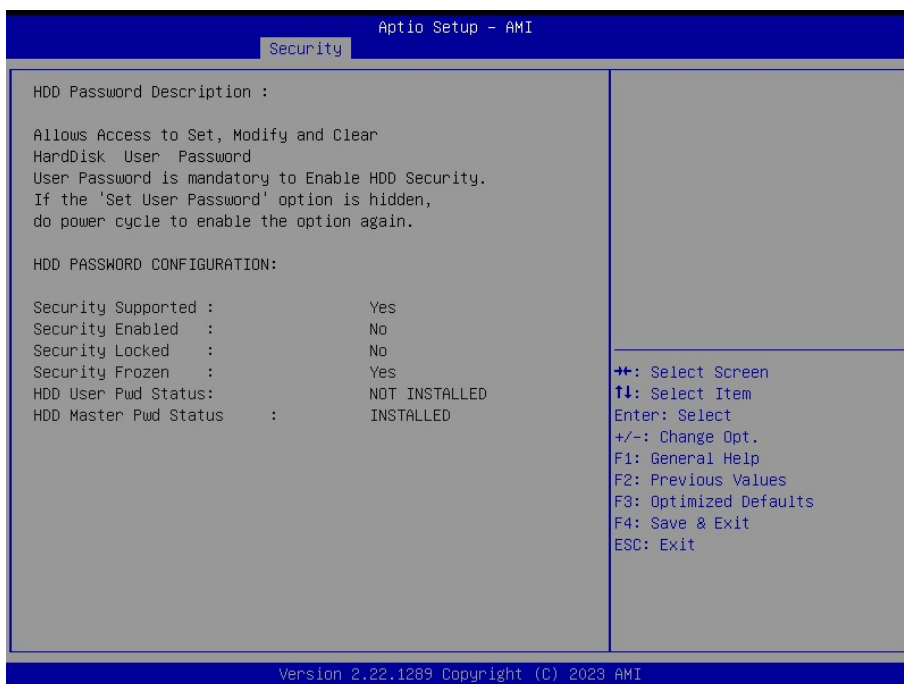 Aptio Setup – AMI
Security
HDD Password Description :
Allows Access to Set, Modify and Clear
HardDisk User Password
User Password is mandatory to Enable HDD Security.
If the 'Set User Password' option is hidden,
do power cycle to enable the option again.
HDD PASSWORD CONFIGURATION:
Security Supported : Yes
Security Enabled : No
Security Locked : No
Security Frozen : Yes
HDD User Pwd Status: NOT INSTALLED
HDD Master Pwd Status : INSTALLED
→←: Select Screen
↑↓: Select Item
Enter: Select
+/-: Change Opt.
F1: General Help
F2: Previous Values
F3: Optimized Defaults
F4: Save & Exit
ESC: Exit
Version 2.22.1289 Copyright (C) 2023 AMI